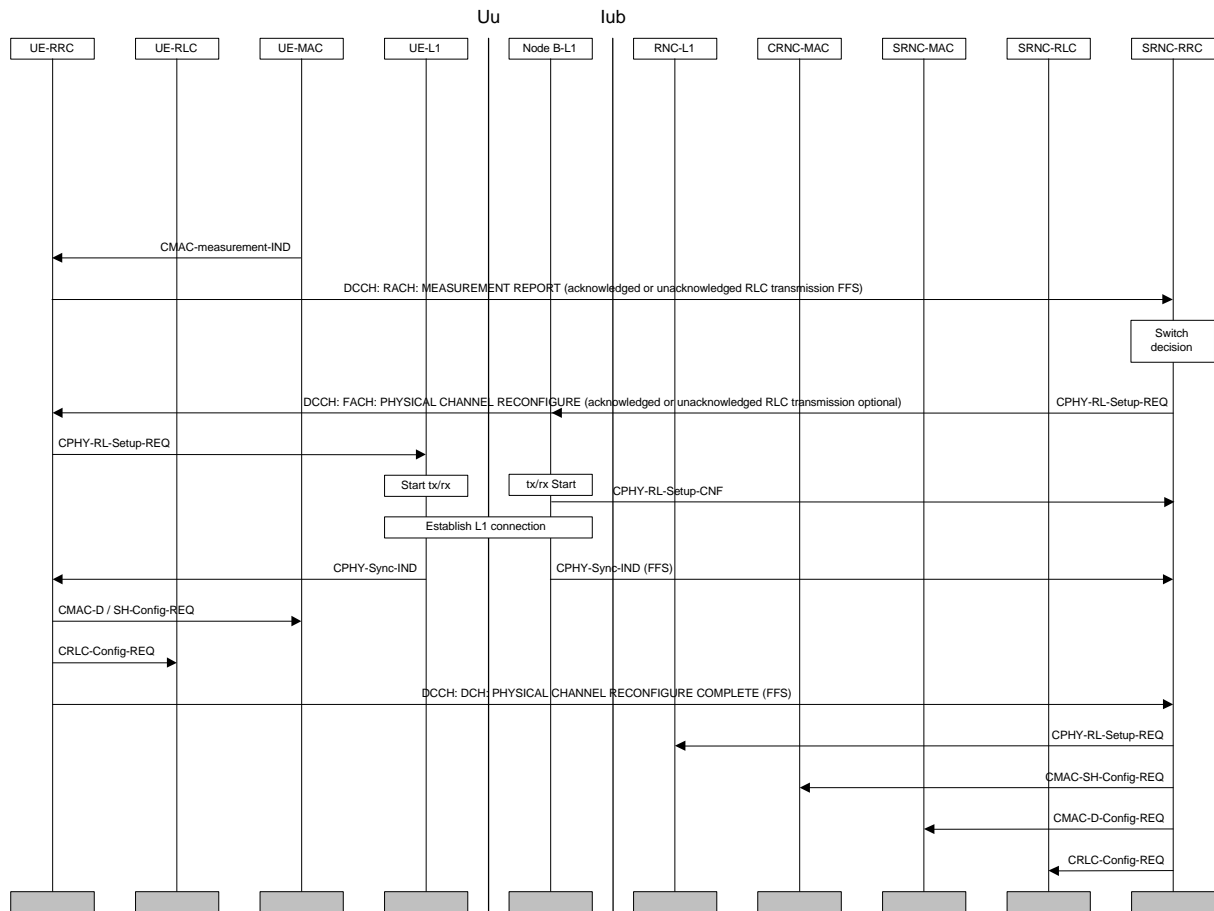 Uu
Iub
UE-RRC
UE-RLC
UE-MAC
UE-L1
Node B-L1
RNC-L1
CRNC-MAC
SRNC-MAC
SRNC-RLC
SRNC-RRC
CMAC-measurement-IND
DCCH: RACH: MEASUREMENT REPORT (acknowledged or unacknowledged RLC transmission FFS)
Switch
decision
DCCH: FACH: PHYSICAL CHANNEL RECONFIGURE (acknowledged or unacknowledged RLC transmission optional)
CPHY-RL-Setup-REQ
CPHY-RL-Setup-REQ
Start tx/rx
tx/rx Start
CPHY-RL-Setup-CNF
Establish L1 connection
CPHY-Sync-IND
CPHY-Sync-IND (FFS)
CMAC-D / SH-Config-REQ
CRLC-Config-REQ
DCCH: DCH: PHYSICAL CHANNEL RECONFIGURE COMPLETE (FFS)
CPHY-RL-Setup-REQ
CMAC-SH-Config-REQ
CMAC-D-Config-REQ
CRLC-Config-REQ